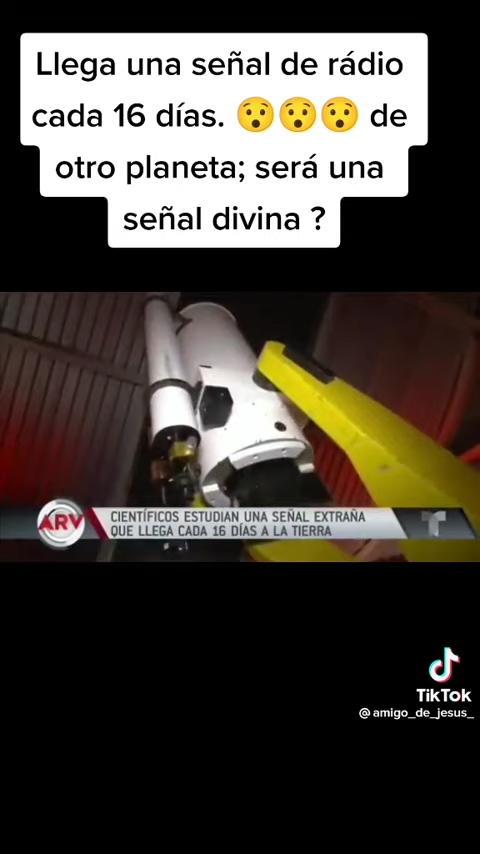 Llega una señal de rádio
cada 16 días. 😯😯😯 de
otro planeta; será una
señal divina ?
ARV
CIENTÍFICOS ESTUDIAN UNA SEÑAL EXTRAÑA
QUE LLEGA CADA 16 DÍAS A LA TIERRA
TikTok
@amigo_de_jesus_